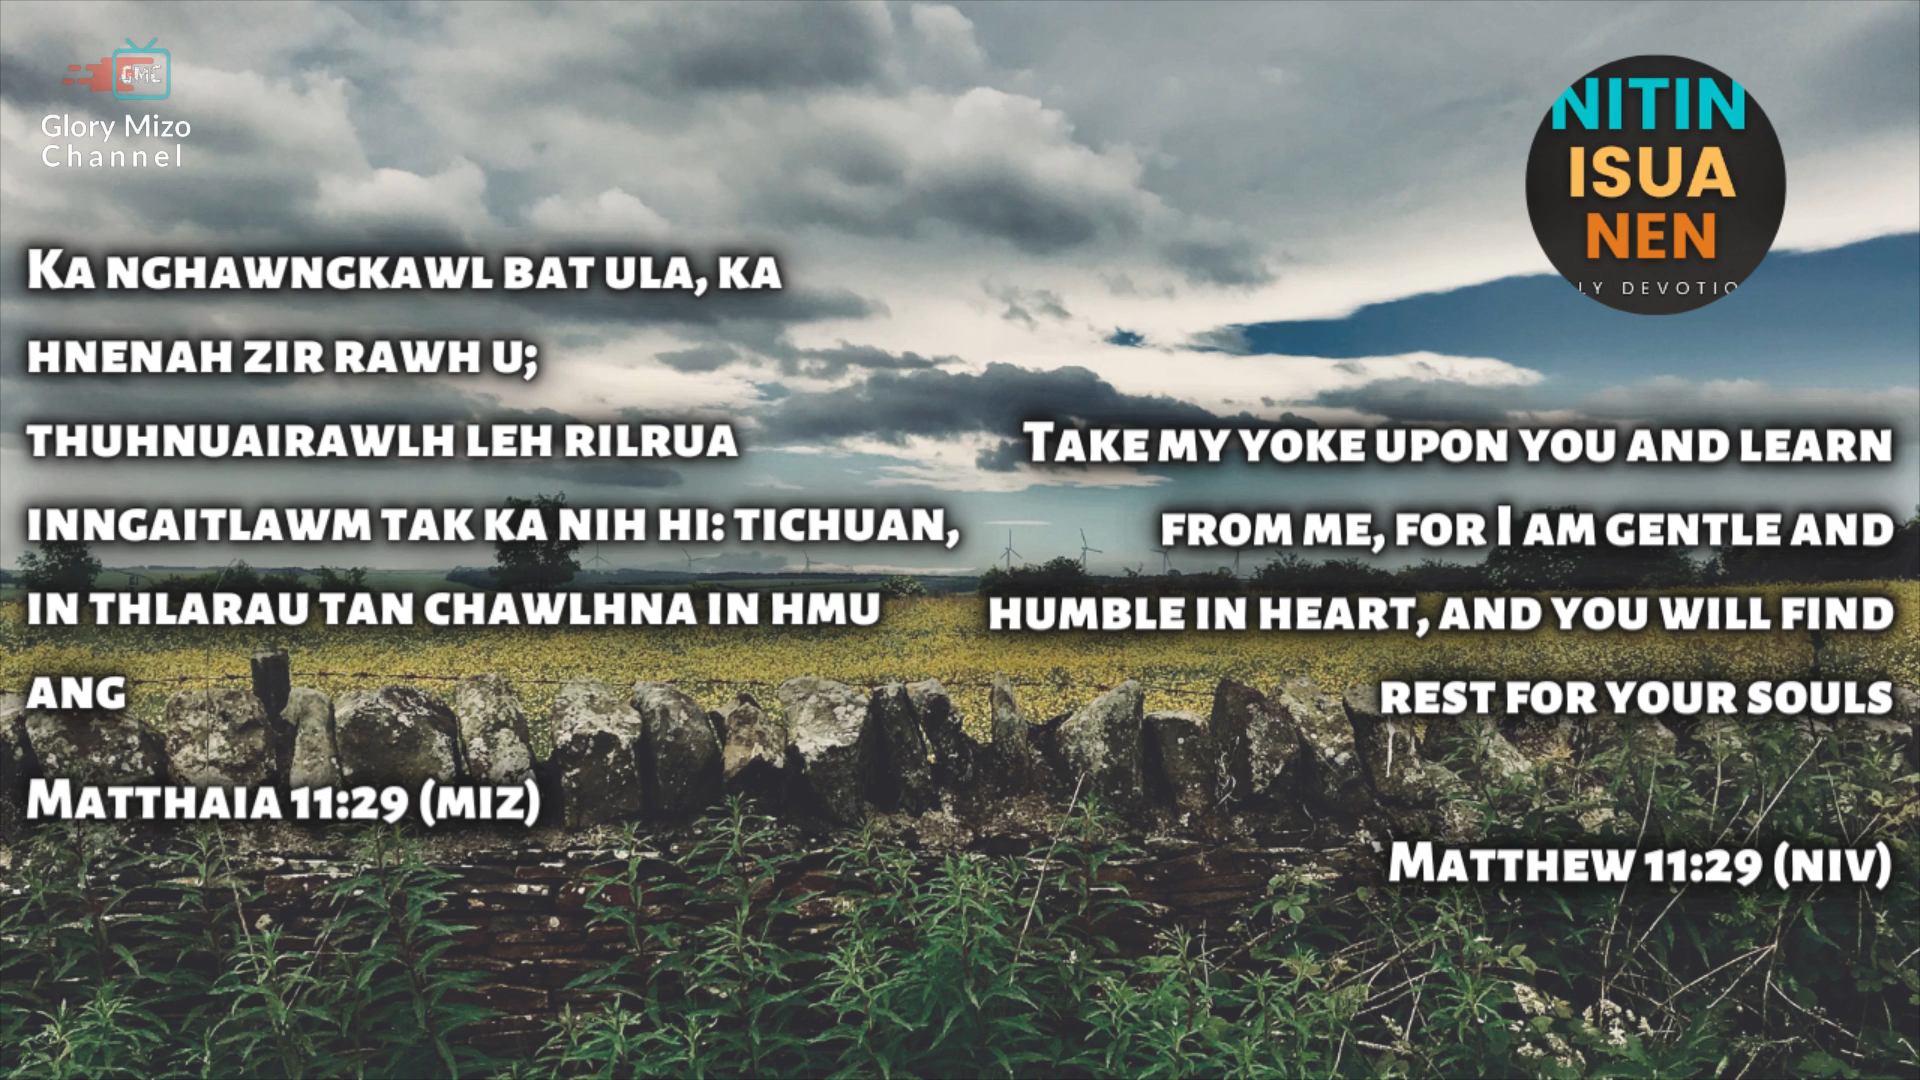 GMC
Glory Mizo
Channel
NITIN
ISUA
NEN
LY DEVOTIO
Ka nghawngkawl bat ula, ka
hnenah zir rawh u;
thuhnuairawlh leh rilrua
inngaitlawm tak ka nih hi: tichuan,
in thlarau tan chawlhna in hmu
ang
Matthaia 11:29 (miz)
Take my yoke upon you and learn
from me, for I am gentle and
humble in heart, and you will find
rest for your souls
Matthew 11:29 (niv)